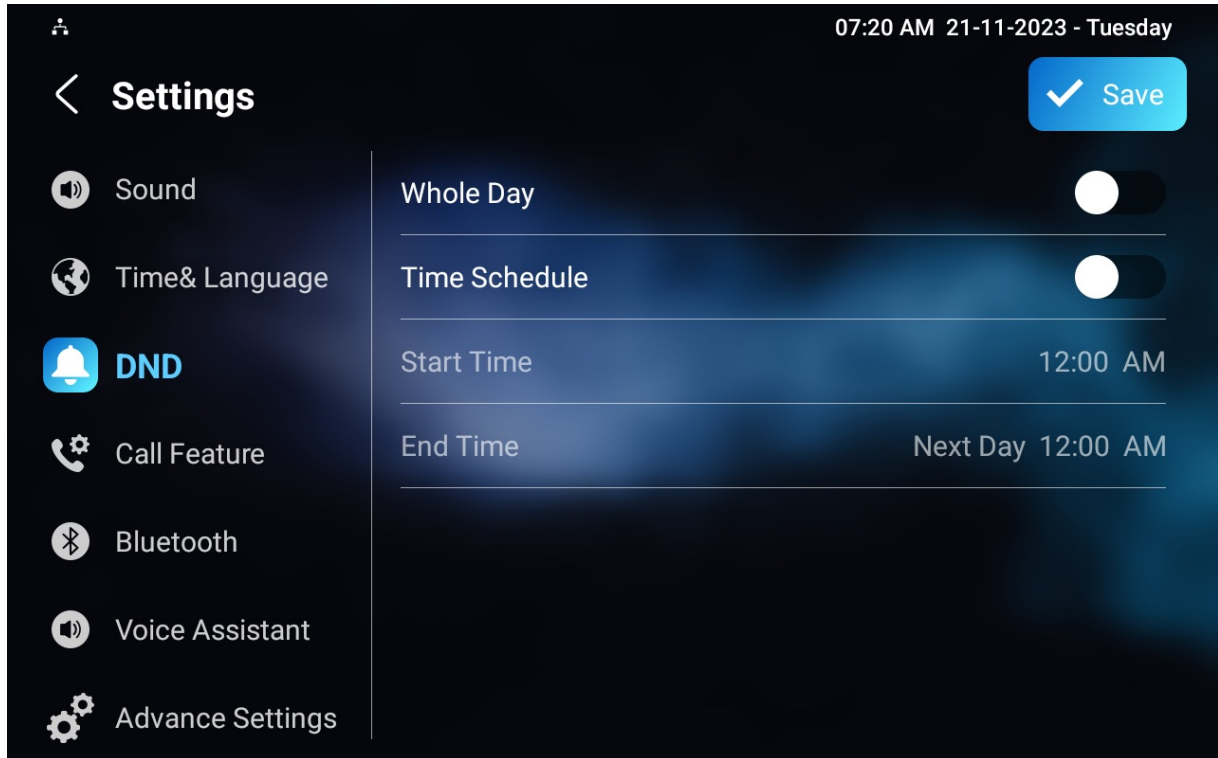 07:20 AM 21-11-2023 - Tuesday
Settings
Save
Sound
Time& Language
DND
Call Feature
Bluetooth
Voice Assistant
Advance Settings
Whole Day
Time Schedule
Start Time 12:00 AM
End Time Next Day 12:00 AM